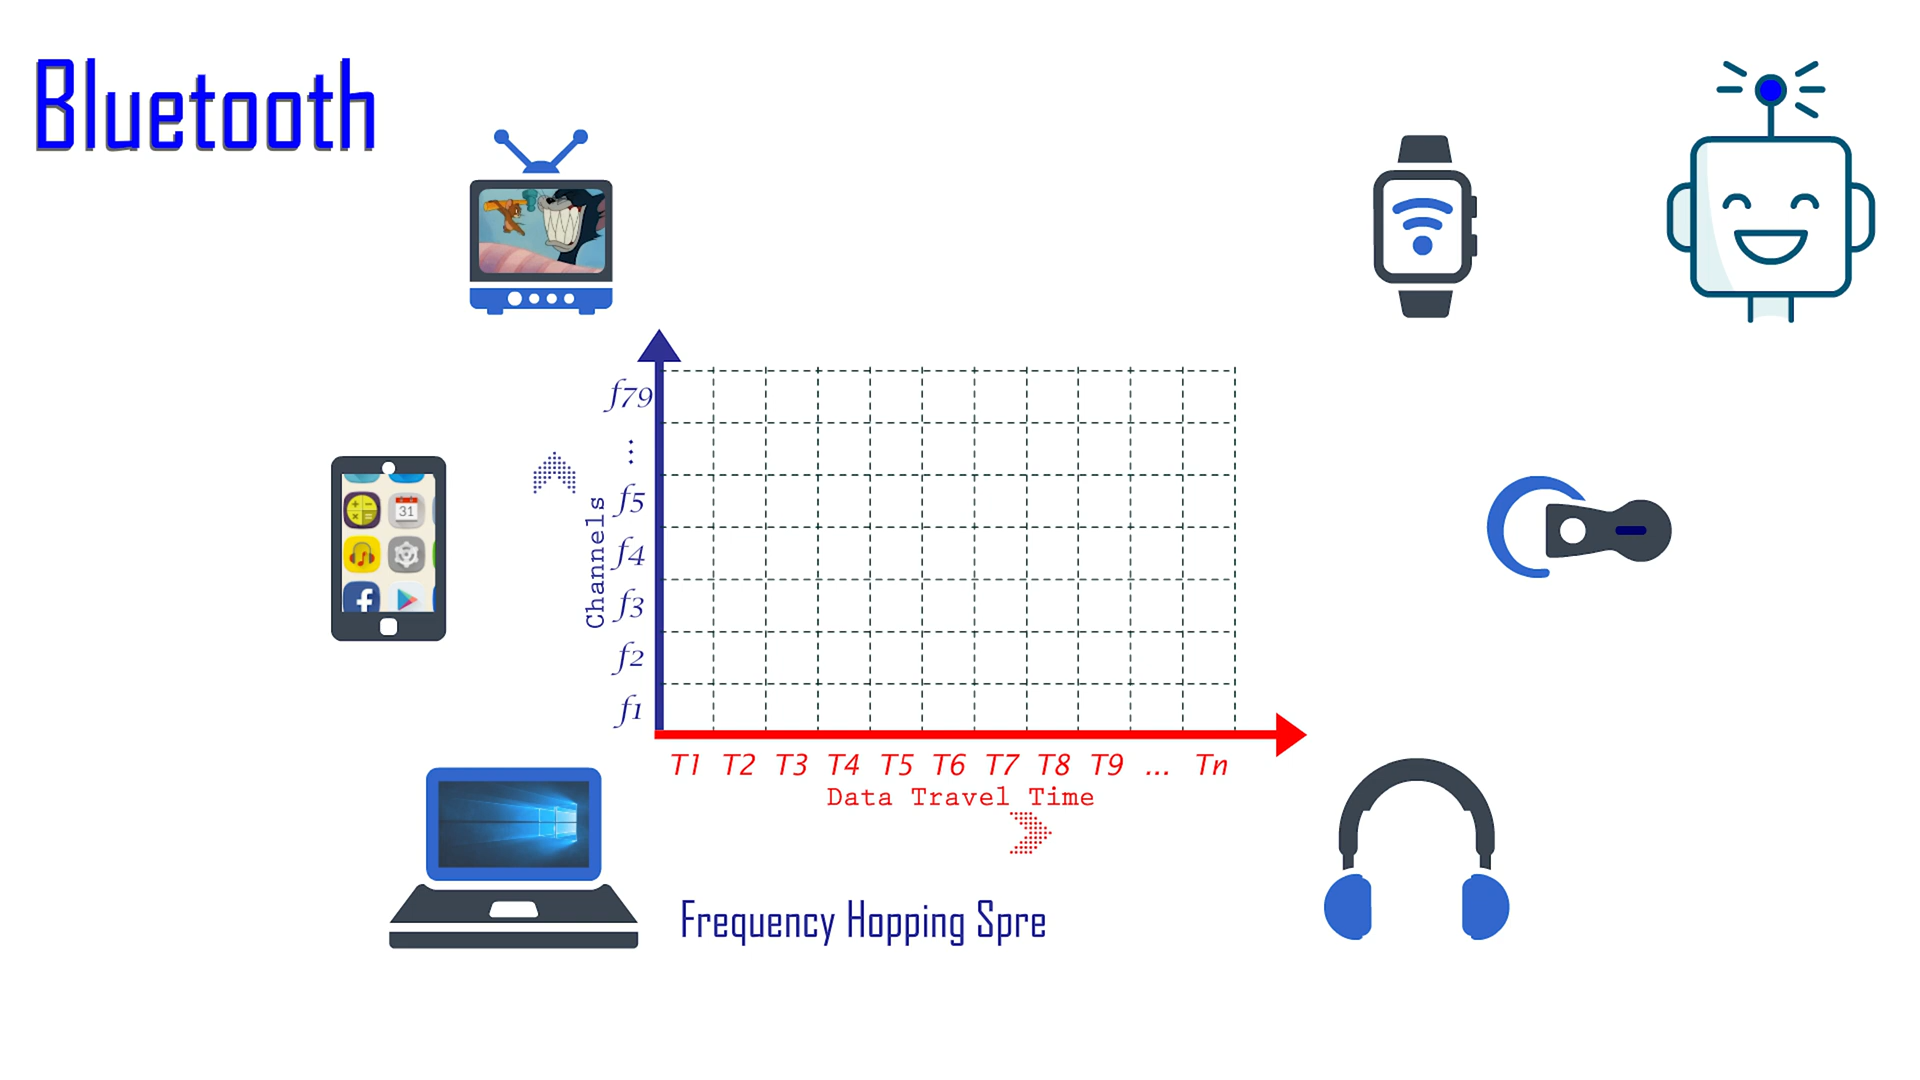 Bluetooth
f79
⋮
f5
f4
f3
f2
f1
Channels
T1 T2 T3 T4 T5 T6 T7 T8 T9 ... Tn
Data Travel Time
31
Frequency Hopping Spre